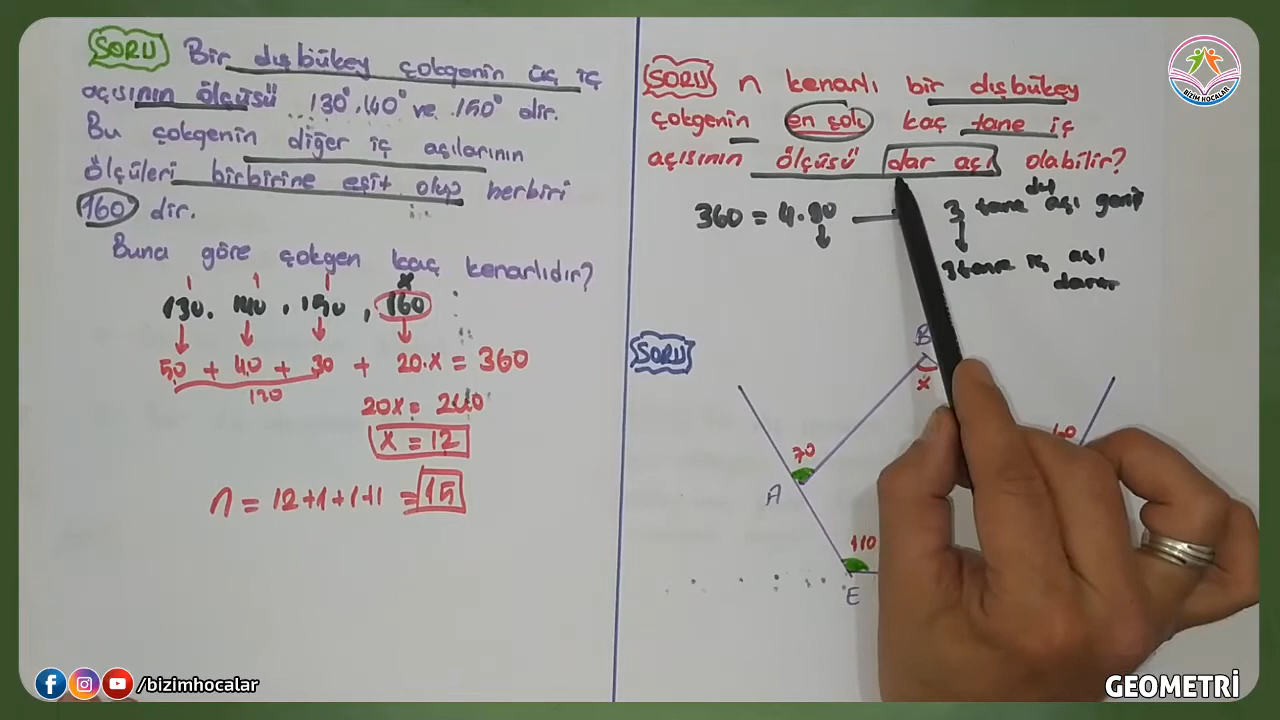 SORU Bir dışbükey çokgenin üç iç
açısının ölçüsü 130°, 140° ve 150° dir.
Bu çokgenin diğer iç açılarının
ölçüleri birbirine eşit olup herbiri
160 dir.
Buna göre çokgen kaç kenarlıdır?
1 1 1 x
130, 140, 150, 160
50 + 40 + 30 + 20.x = 360
130
20x = 240
x = 12
n = 12+1+1+1 = 15
SORU n kenarlı bir dışbükey
çokgenin en çok kaç tane iç
açısının ölçüsü dar açı olabilir?
360 = 4.90 3 tane dış açı geniş
3 tane iç açı
dar
SORU
B
x
70
A
110
E
BİZİM HOCALAR
/bizimhocalar
GEOMETRİ